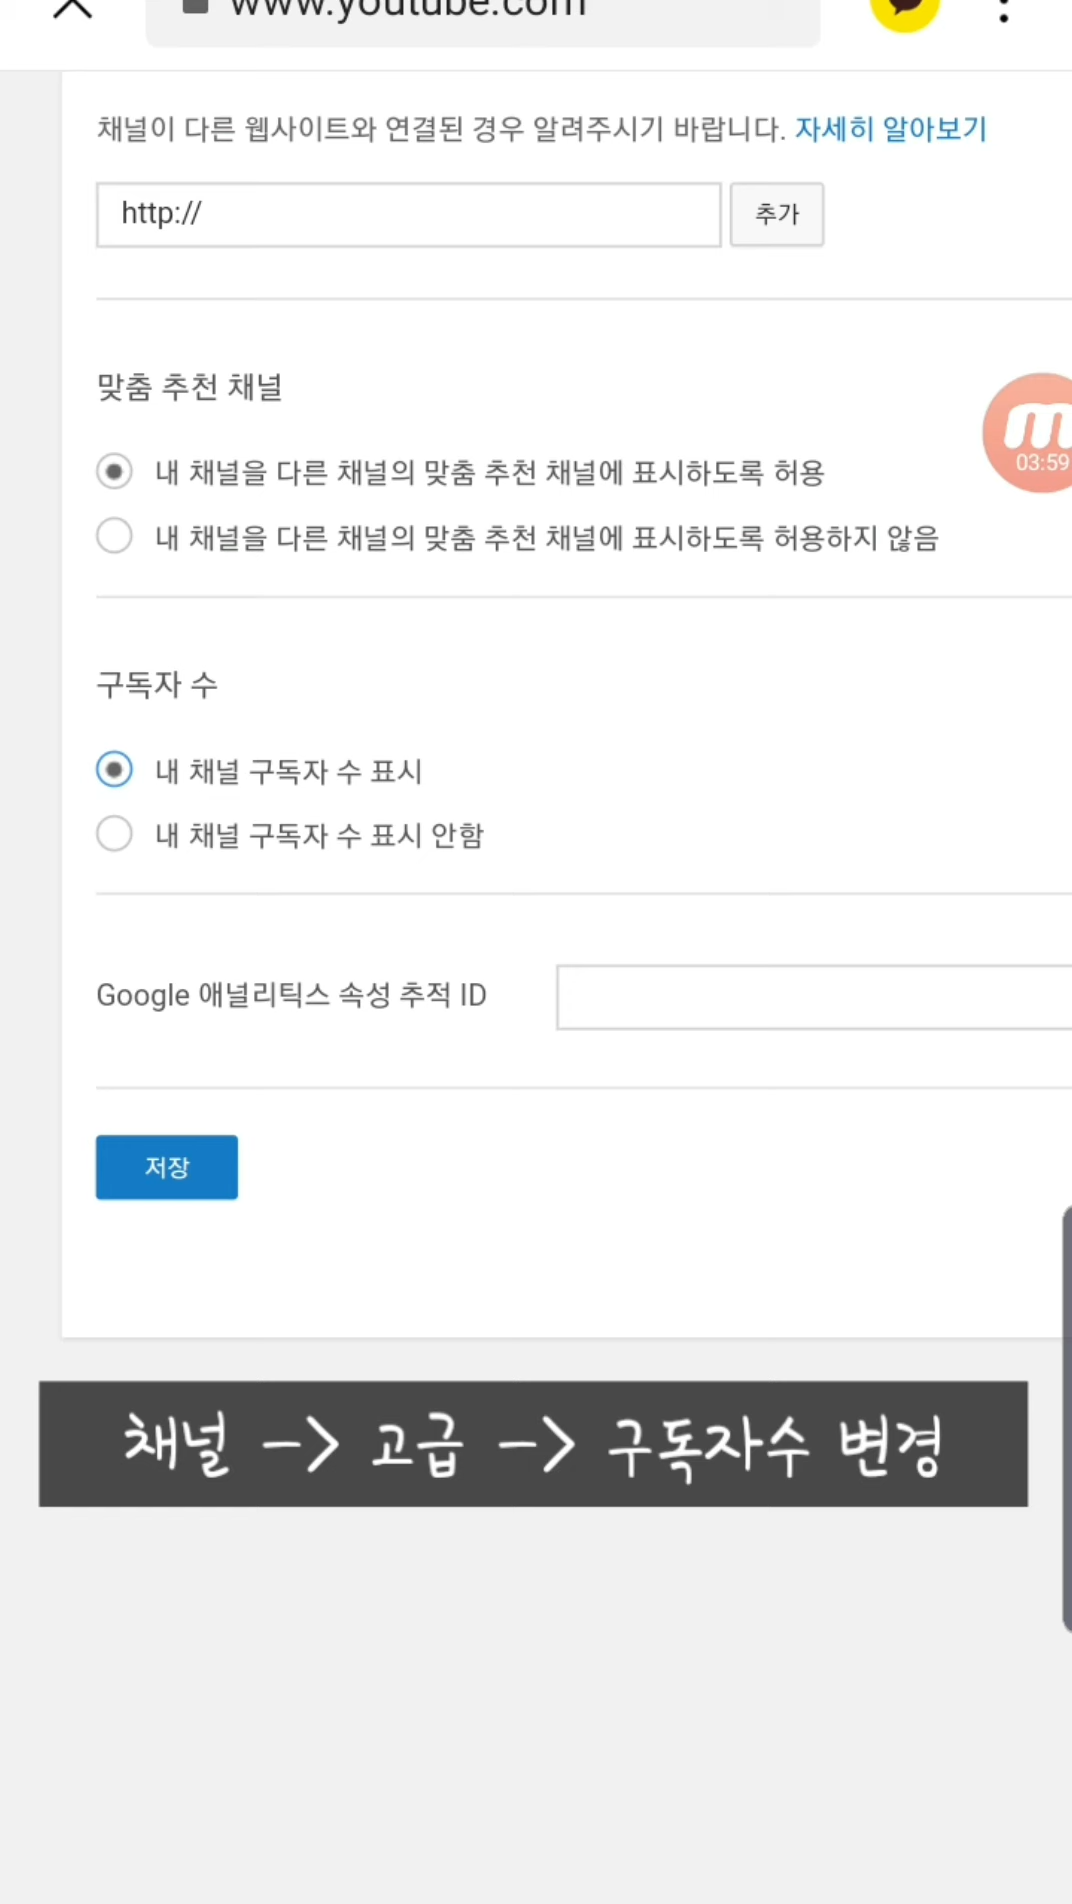 www.youtube.com
채널이 다른 웹사이트와 연결된 경우 알려주시기 바랍니다. 자세히 알아보기
http://
추가
맞춤 추천 채널
내 채널을 다른 채널의 맞춤 추천 채널에 표시하도록 허용
03:59
내 채널을 다른 채널의 맞춤 추천 채널에 표시하도록 허용하지 않음
구독자 수
내 채널 구독자 수 표시
내 채널 구독자 수 표시 안함
Google 애널리틱스 속성 추적 ID
저장
채널 -> 고급 -> 구독자수 변경